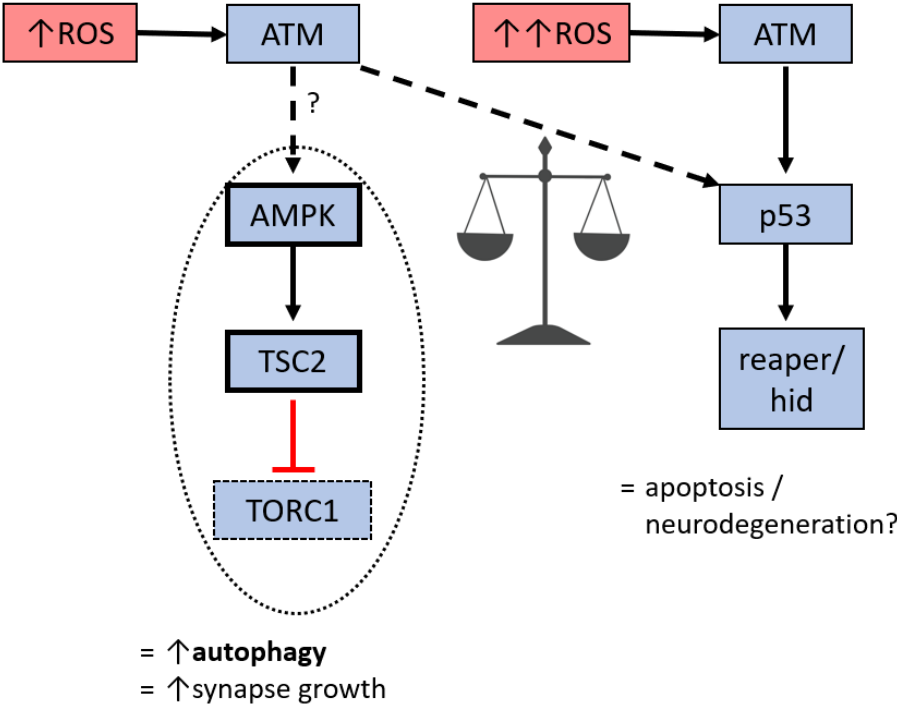 ↑ROS
ATM
↑↑ROS
ATM
?
AMPK
p53
TSC2
reaper/
hid
TORC1
= apoptosis /
neurodegeneration?
= ↑autophagy
= ↑synapse growth